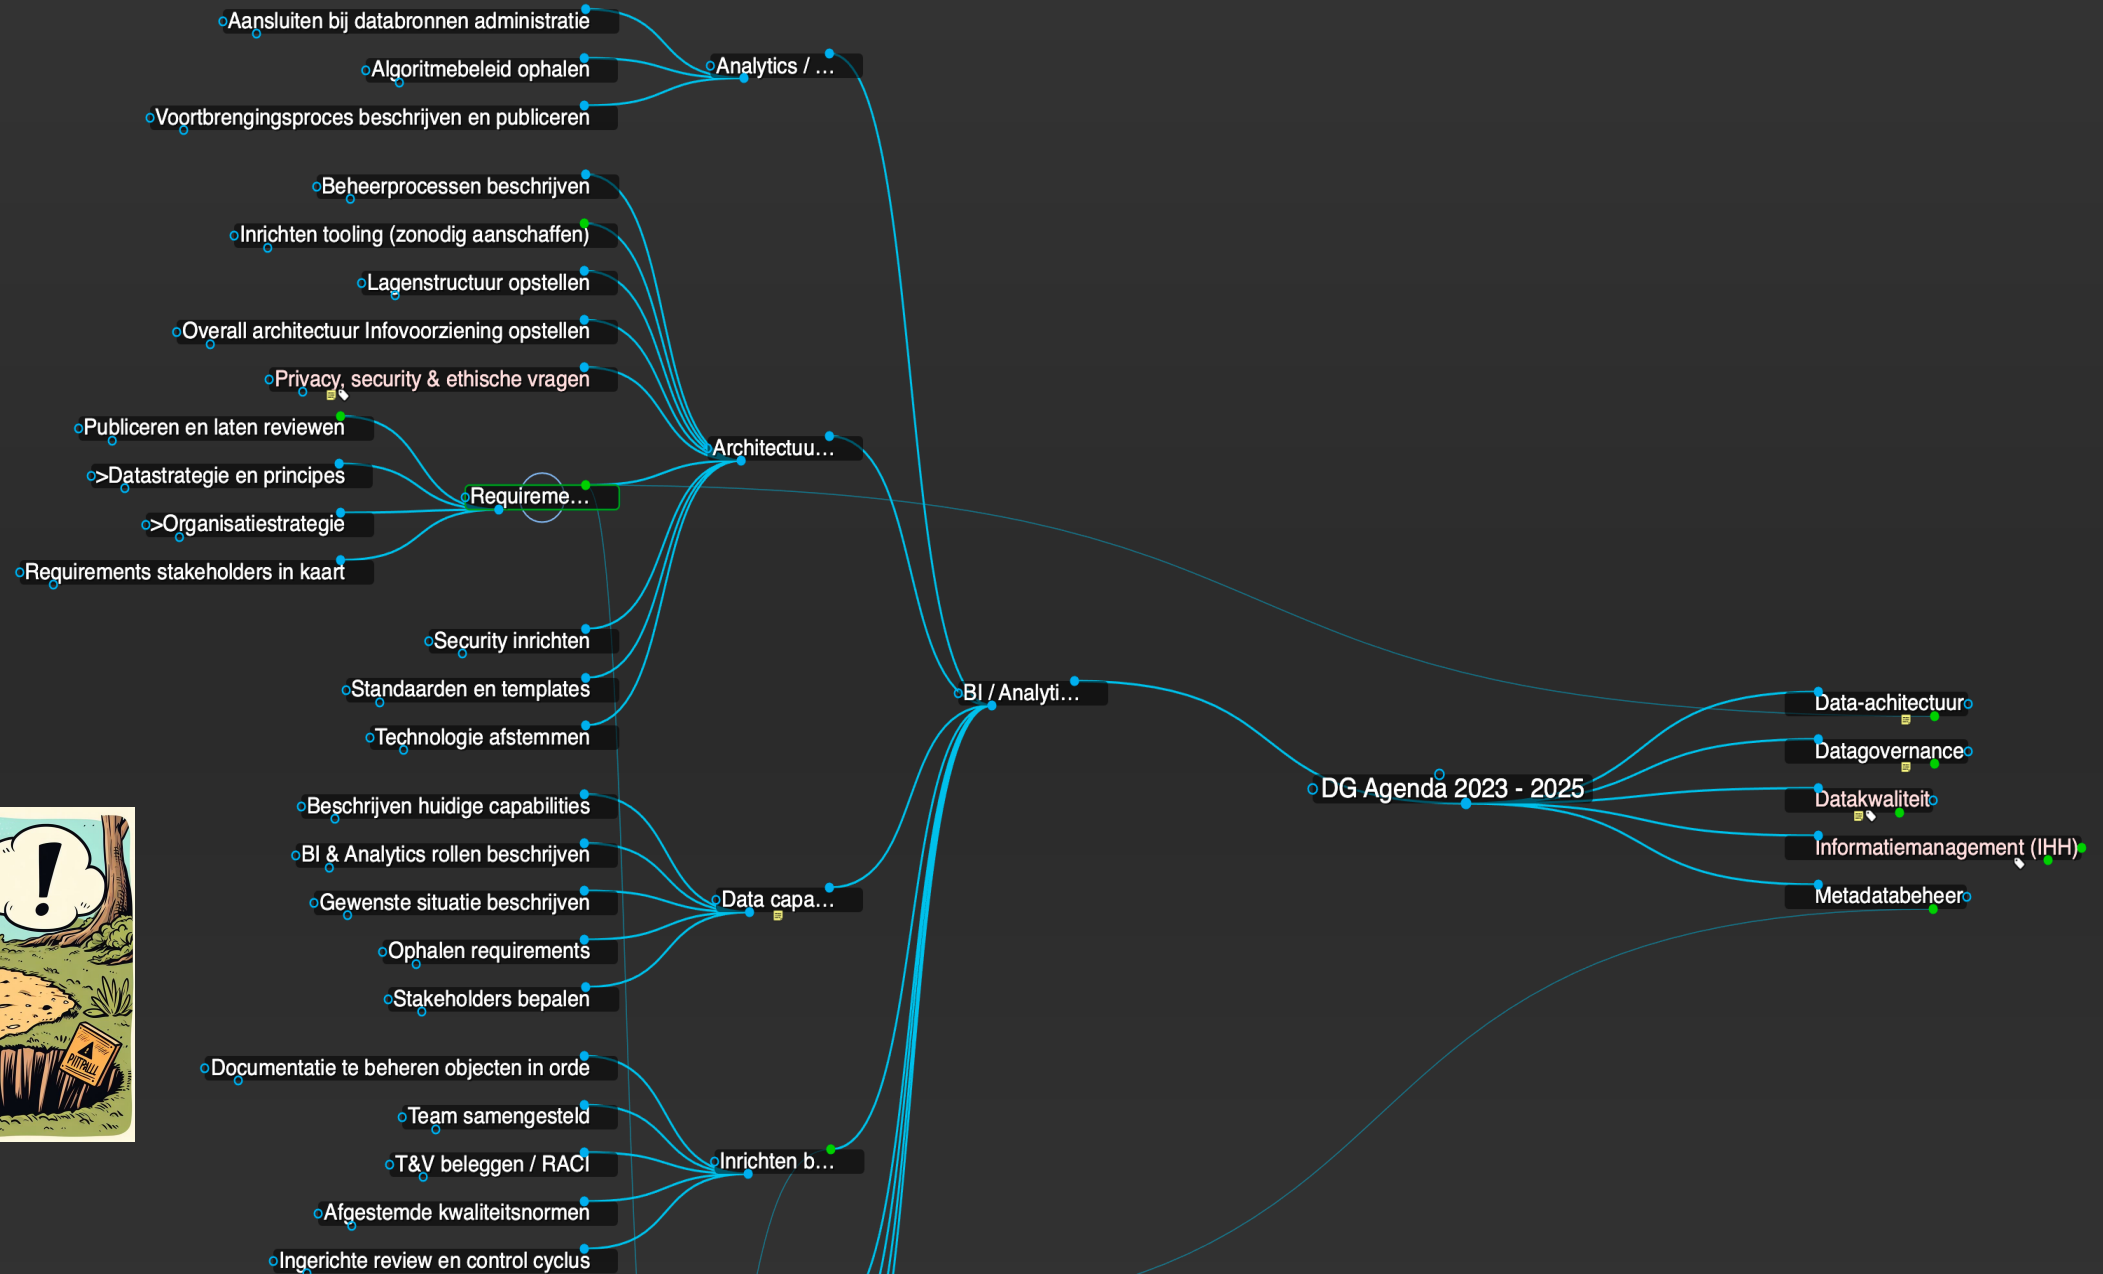 Aansluiten bij databronnen administratie
Algoritmebeleid ophalen
Voortbrengingsproces beschrijven en publiceren
Analytics / ...
Beheerprocessen beschrijven
Inrichten tooling (zonodig aanschaffen)
Lagenstructuur opstellen
Overall architectuur Infovoorziening opstellen
Privacy, security & ethische vragen
Publiceren en laten reviewen
>Datastrategie en principes
>Organisatiestrategie
Requirements stakeholders in kaart
Requireme...
Security inrichten
Standaarden en templates
Technologie afstemmen
Architectuu...
Beschrijven huidige capabilities
BI & Analytics rollen beschrijven
Gewenste situatie beschrijven
Ophalen requirements
Stakeholders bepalen
Data capa...
Documentatie te beheren objecten in orde
Team samengesteld
T&V beleggen / RACI
Afgestemde kwaliteitsnormen
Ingerichte review en control cyclus
Inrichten b...
BI / Analyti...
DG Agenda 2023 - 2025
Data-achitectuur
Datagovernance
Datakwaliteit
Informatiemanagement (IHH)
Metadatabeheer
!
PITFALL